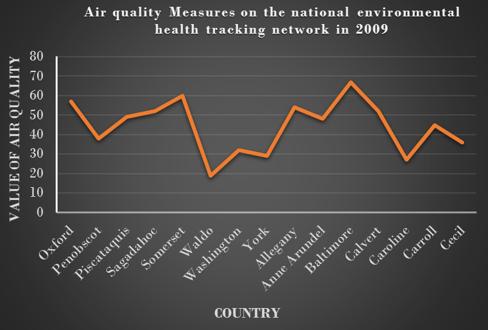 Air quality Measures on the national environmental
health tracking network in 2009
VALUE OF AIR QUALITY
80
70
60
50
40
30
20
10
0
Oxford
Penobscot
Piscataquis
Sagadahoc
Somerset
Waldo
Washington
York
Allegany
Anne Arundel
Baltimore
Calvert
Caroline
Carroll
Cecil
COUNTRY